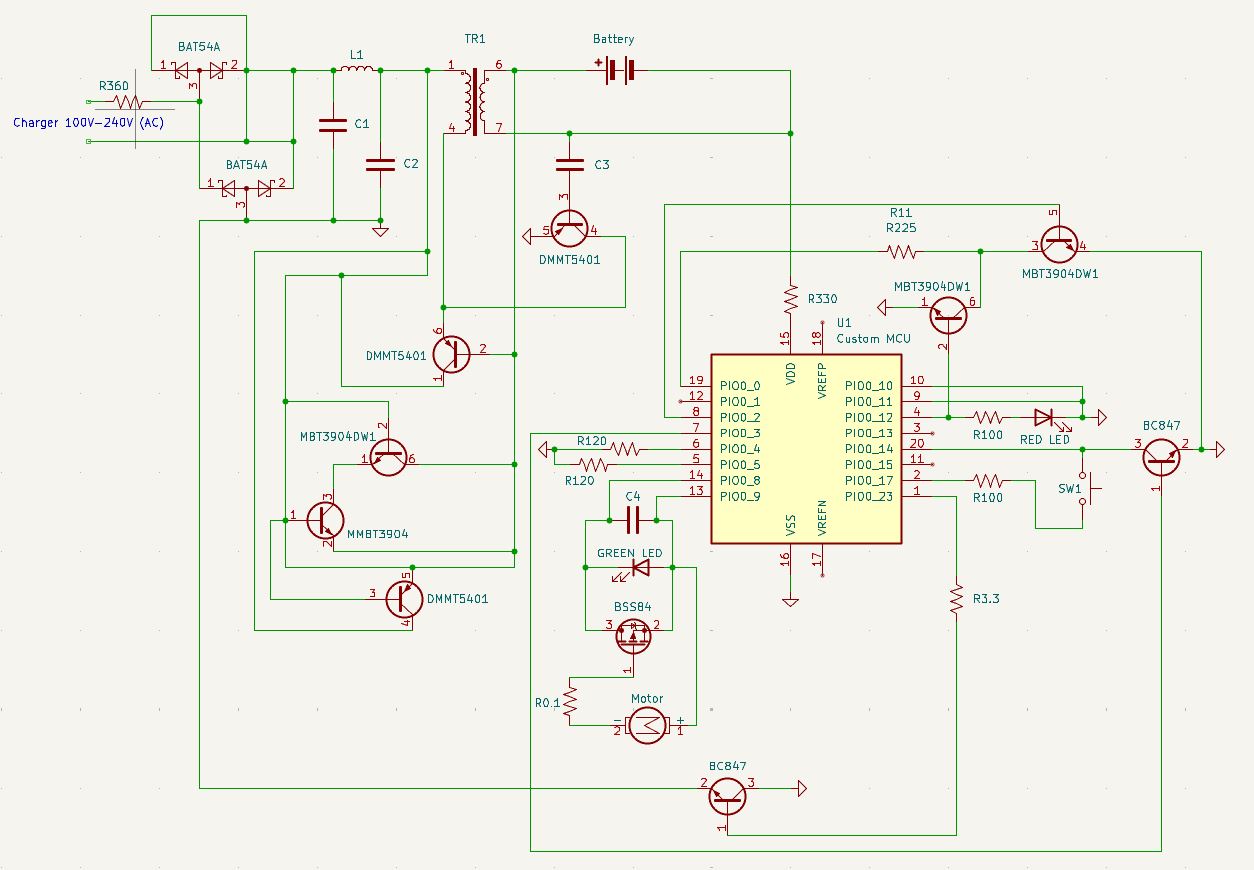 BAT54A
1 2
3
R360
Charger 100V-240V (AC)
BAT54A
1 2
3
L1
C1
C2
TR1
1 6
4 7
Battery
+
C3
3
5 4
DMMT5401
6
DMMT5401 2
1
2
MBT3904DW1
1 6
3
1
MMBT3904
2
5
3 DMMT5401
4
R11
R225
5
3 4
MBT3904DW1
MBT3904DW1
1 6
2
R330
U1
Custom MCU
15 18
VDD VREFP
19 PIO0_0
12 PIO0_1
8 PIO0_2
7 PIO0_3
6 PIO0_4
5 PIO0_5
14 PIO0_8
13 PIO0_9
PIO0_10 10
PIO0_11 9
PIO0_12 4
PIO0_13 3
PIO0_14 20
PIO0_15 11
PIO0_17 2
PIO0_23 1
VSS VREFN
16 17
R120
R120
C4
GREEN LED
BSS84
3 2
1
R0.1
Motor
- +
2 1
R100
RED LED
BC847
3 2
1
SW1
R100
R3.3
BC847
2 3
1